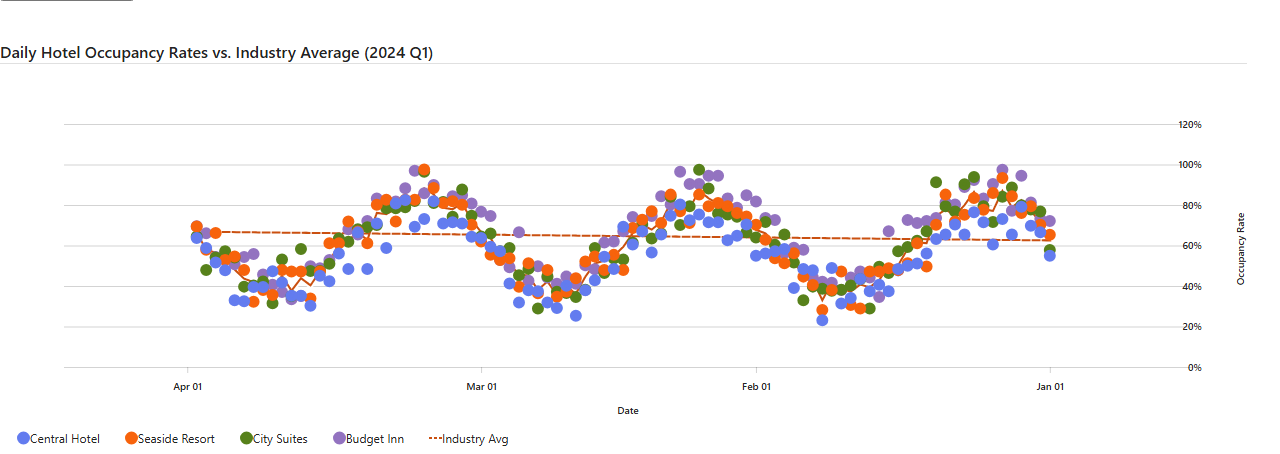 Daily Hotel Occupancy Rates vs. Industry Average (2024 Q1)
120%
100%
80%
60%
40%
20%
0%
Occupancy Rate
Apr 01 Mar 01 Feb 01 Jan 01
Date
Central Hotel Seaside Resort City Suites Budget Inn Industry Avg